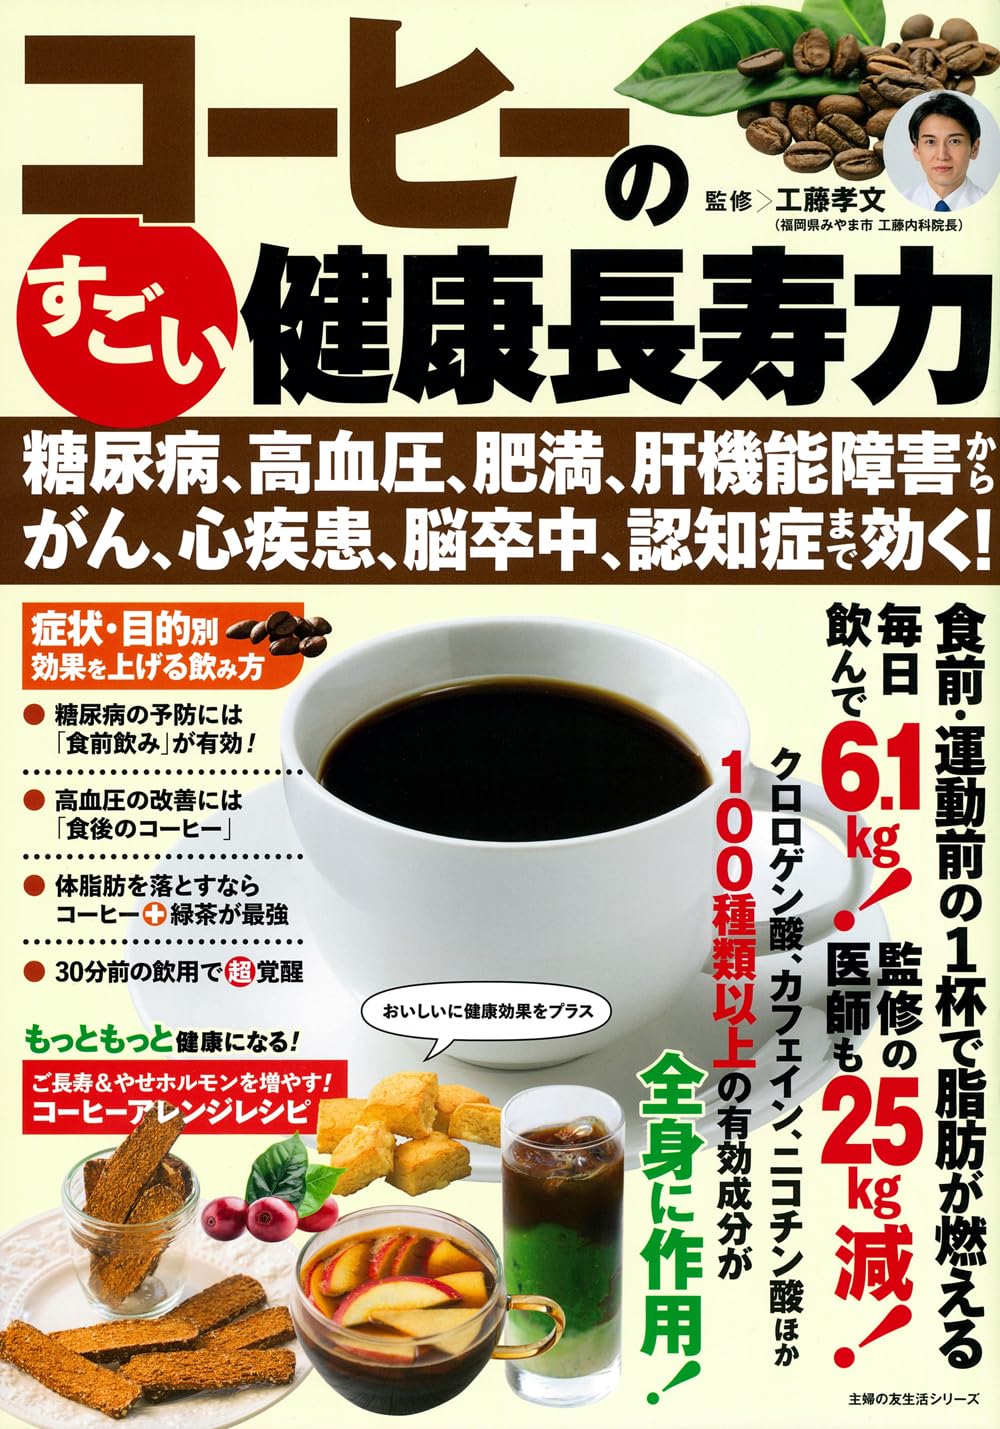 コーヒーの
監修＞工藤孝文
（福岡県みやま市 工藤内科院長）
すごい
健康長寿力
糖尿病、高血圧、肥満、肝機能障害から
がん、心疾患、脳卒中、認知症まで効く!
症状・目的別
効果を上げる飲み方
● 糖尿病の予防には
「食前飲み」が有効!
● 高血圧の改善には
「食後のコーヒー」
● 体脂肪を落とすなら
コーヒー+緑茶が最強
● 30分前の飲用で超覚醒
食前・運動前の1杯で脂肪が燃える
毎日
飲んで
6.1kg!
監修の
医師も
25kg減!
クロロゲン酸、カフェイン、ニコチン酸ほか
100種類以上の有効成分が
全身に作用!
おいしいに健康効果をプラス
もっともっと健康になる!
ご長寿&やせホルモンを増やす!
コーヒーアレンジレシピ
主婦の友生活シリーズ